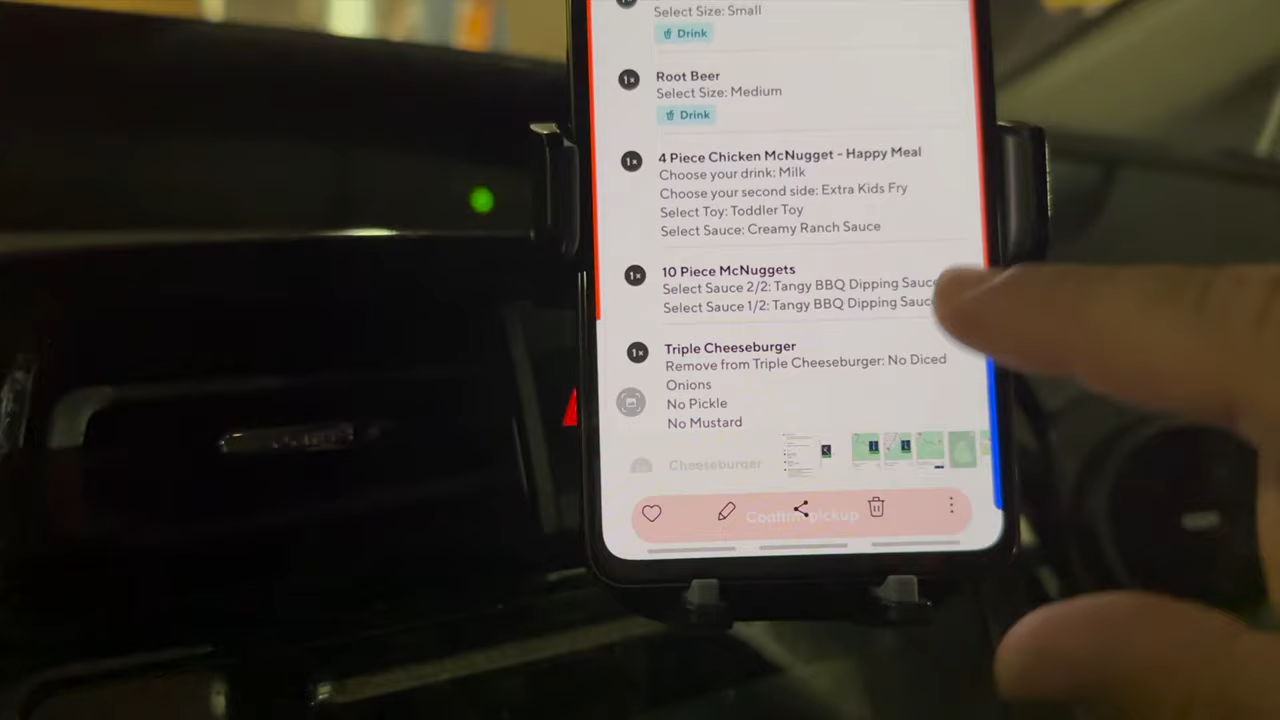 Select Size: Small
Drink
1x
Root Beer
Select Size: Medium
Drink
1x
4 Piece Chicken McNugget - Happy Meal
Choose your drink: Milk
Choose your second side: Extra Kids Fry
Select Toy: Toddler Toy
Select Sauce: Creamy Ranch Sauce
1x
10 Piece McNuggets
Select Sauce 2/2: Tangy BBQ Dipping Sauce
Select Sauce 1/2: Tangy BBQ Dipping Sauce
1x
Triple Cheeseburger
Remove from Triple Cheeseburger: No Diced
Onions
No Pickle
No Mustard
Cheeseburger
Confirm pickup